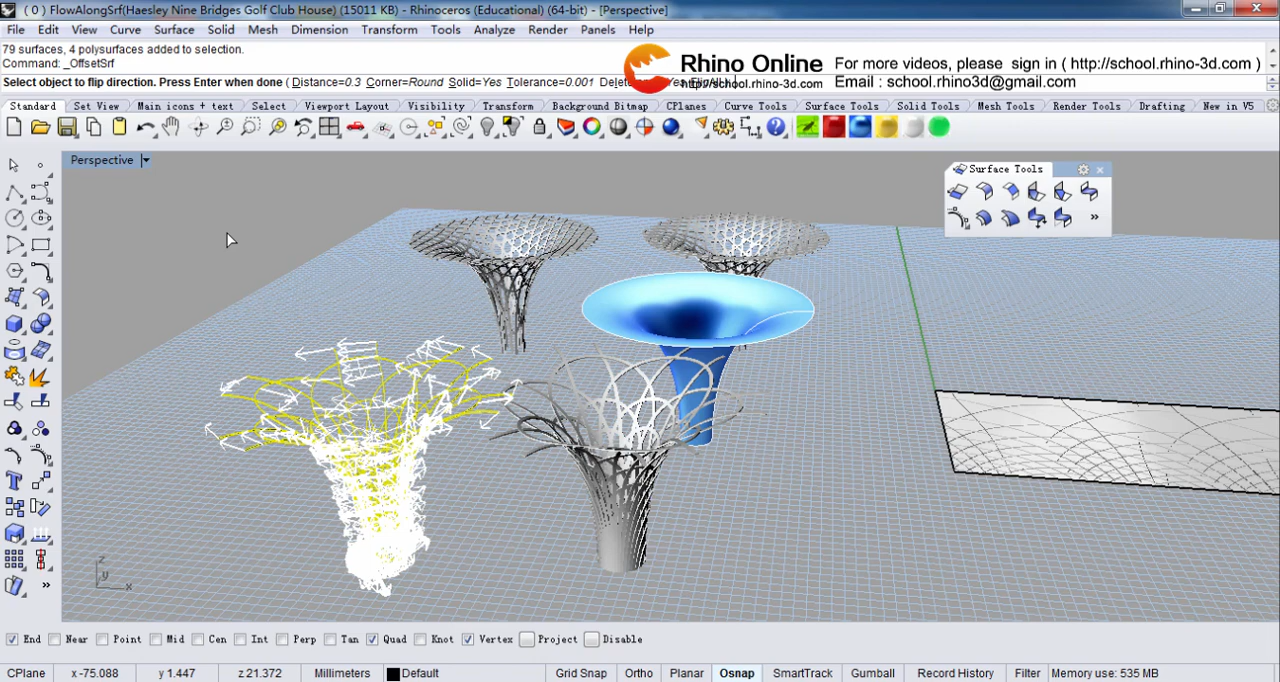 ( 0 ) FlowAlongSrf(Haesley Nine Bridges Golf Club House) (15011 KB) - Rhinoceros (Educational) (64-bit) - [Perspective]
File Edit View Curve Surface Solid Mesh Dimension Transform Tools Analyze Render Panels Help
79 surfaces, 4 polysurfaces added to selection.
Command: _OffsetSrf
Select object to flip direction. Press Enter when done ( Distance=0.3 Corner=Round Solid=Yes Tolerance=0.001
Rhino Online
http://school.rhino-3d.com
For more videos, please sign in ( http://school.rhino-3d.com )
Email : school.rhino3d@gmail.com
Standard Set View Main icons + text Select Viewport Layout Visibility Transform Background Bitmap CPlanes Curve Tools Surface Tools Solid Tools Mesh Tools Render Tools Drafting New in V5
Perspective
Surface Tools
z
y
x
End Near Point Mid Cen Int Perp Tan Quad Knot Vertex Project Disable
CPlane x -75.088 y 1.447 z 21.372 Millimeters Default Grid Snap Ortho Planar Osnap SmartTrack Gumball Record History Filter Memory use: 535 MB